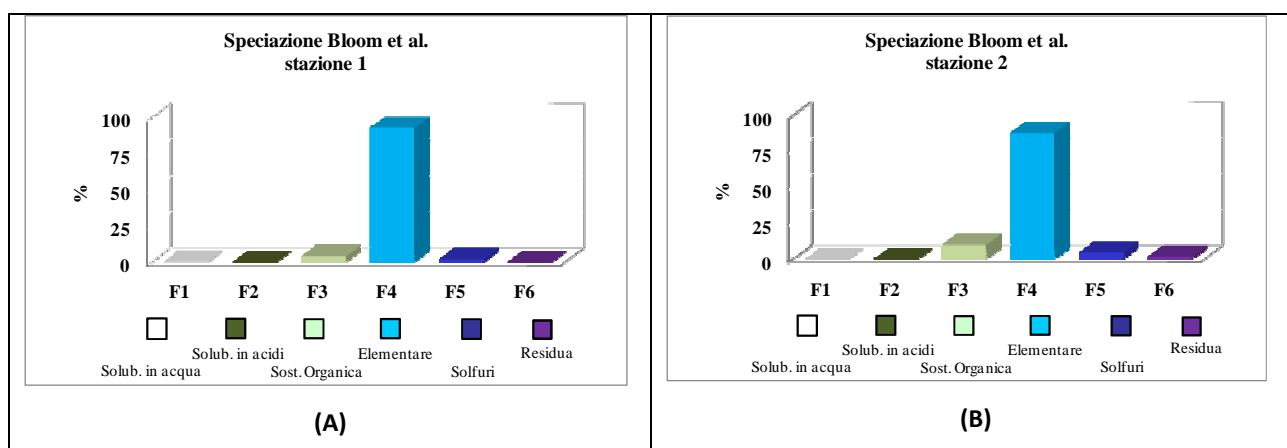 Speciazione Bloom et al.
stazione 1
100
75
50
25
0
%
F1 F2 F3 F4 F5 F6
Solub. in acidi Elementare Residua
Solub. in acqua Sost. Organica Solfuri
(A)
Speciazione Bloom et al.
stazione 2
100
75
50
25
0
%
F1 F2 F3 F4 F5 F6
Solub. in acidi Elementare Residua
Solub. in acqua Sost. Organica Solfuri
(B)